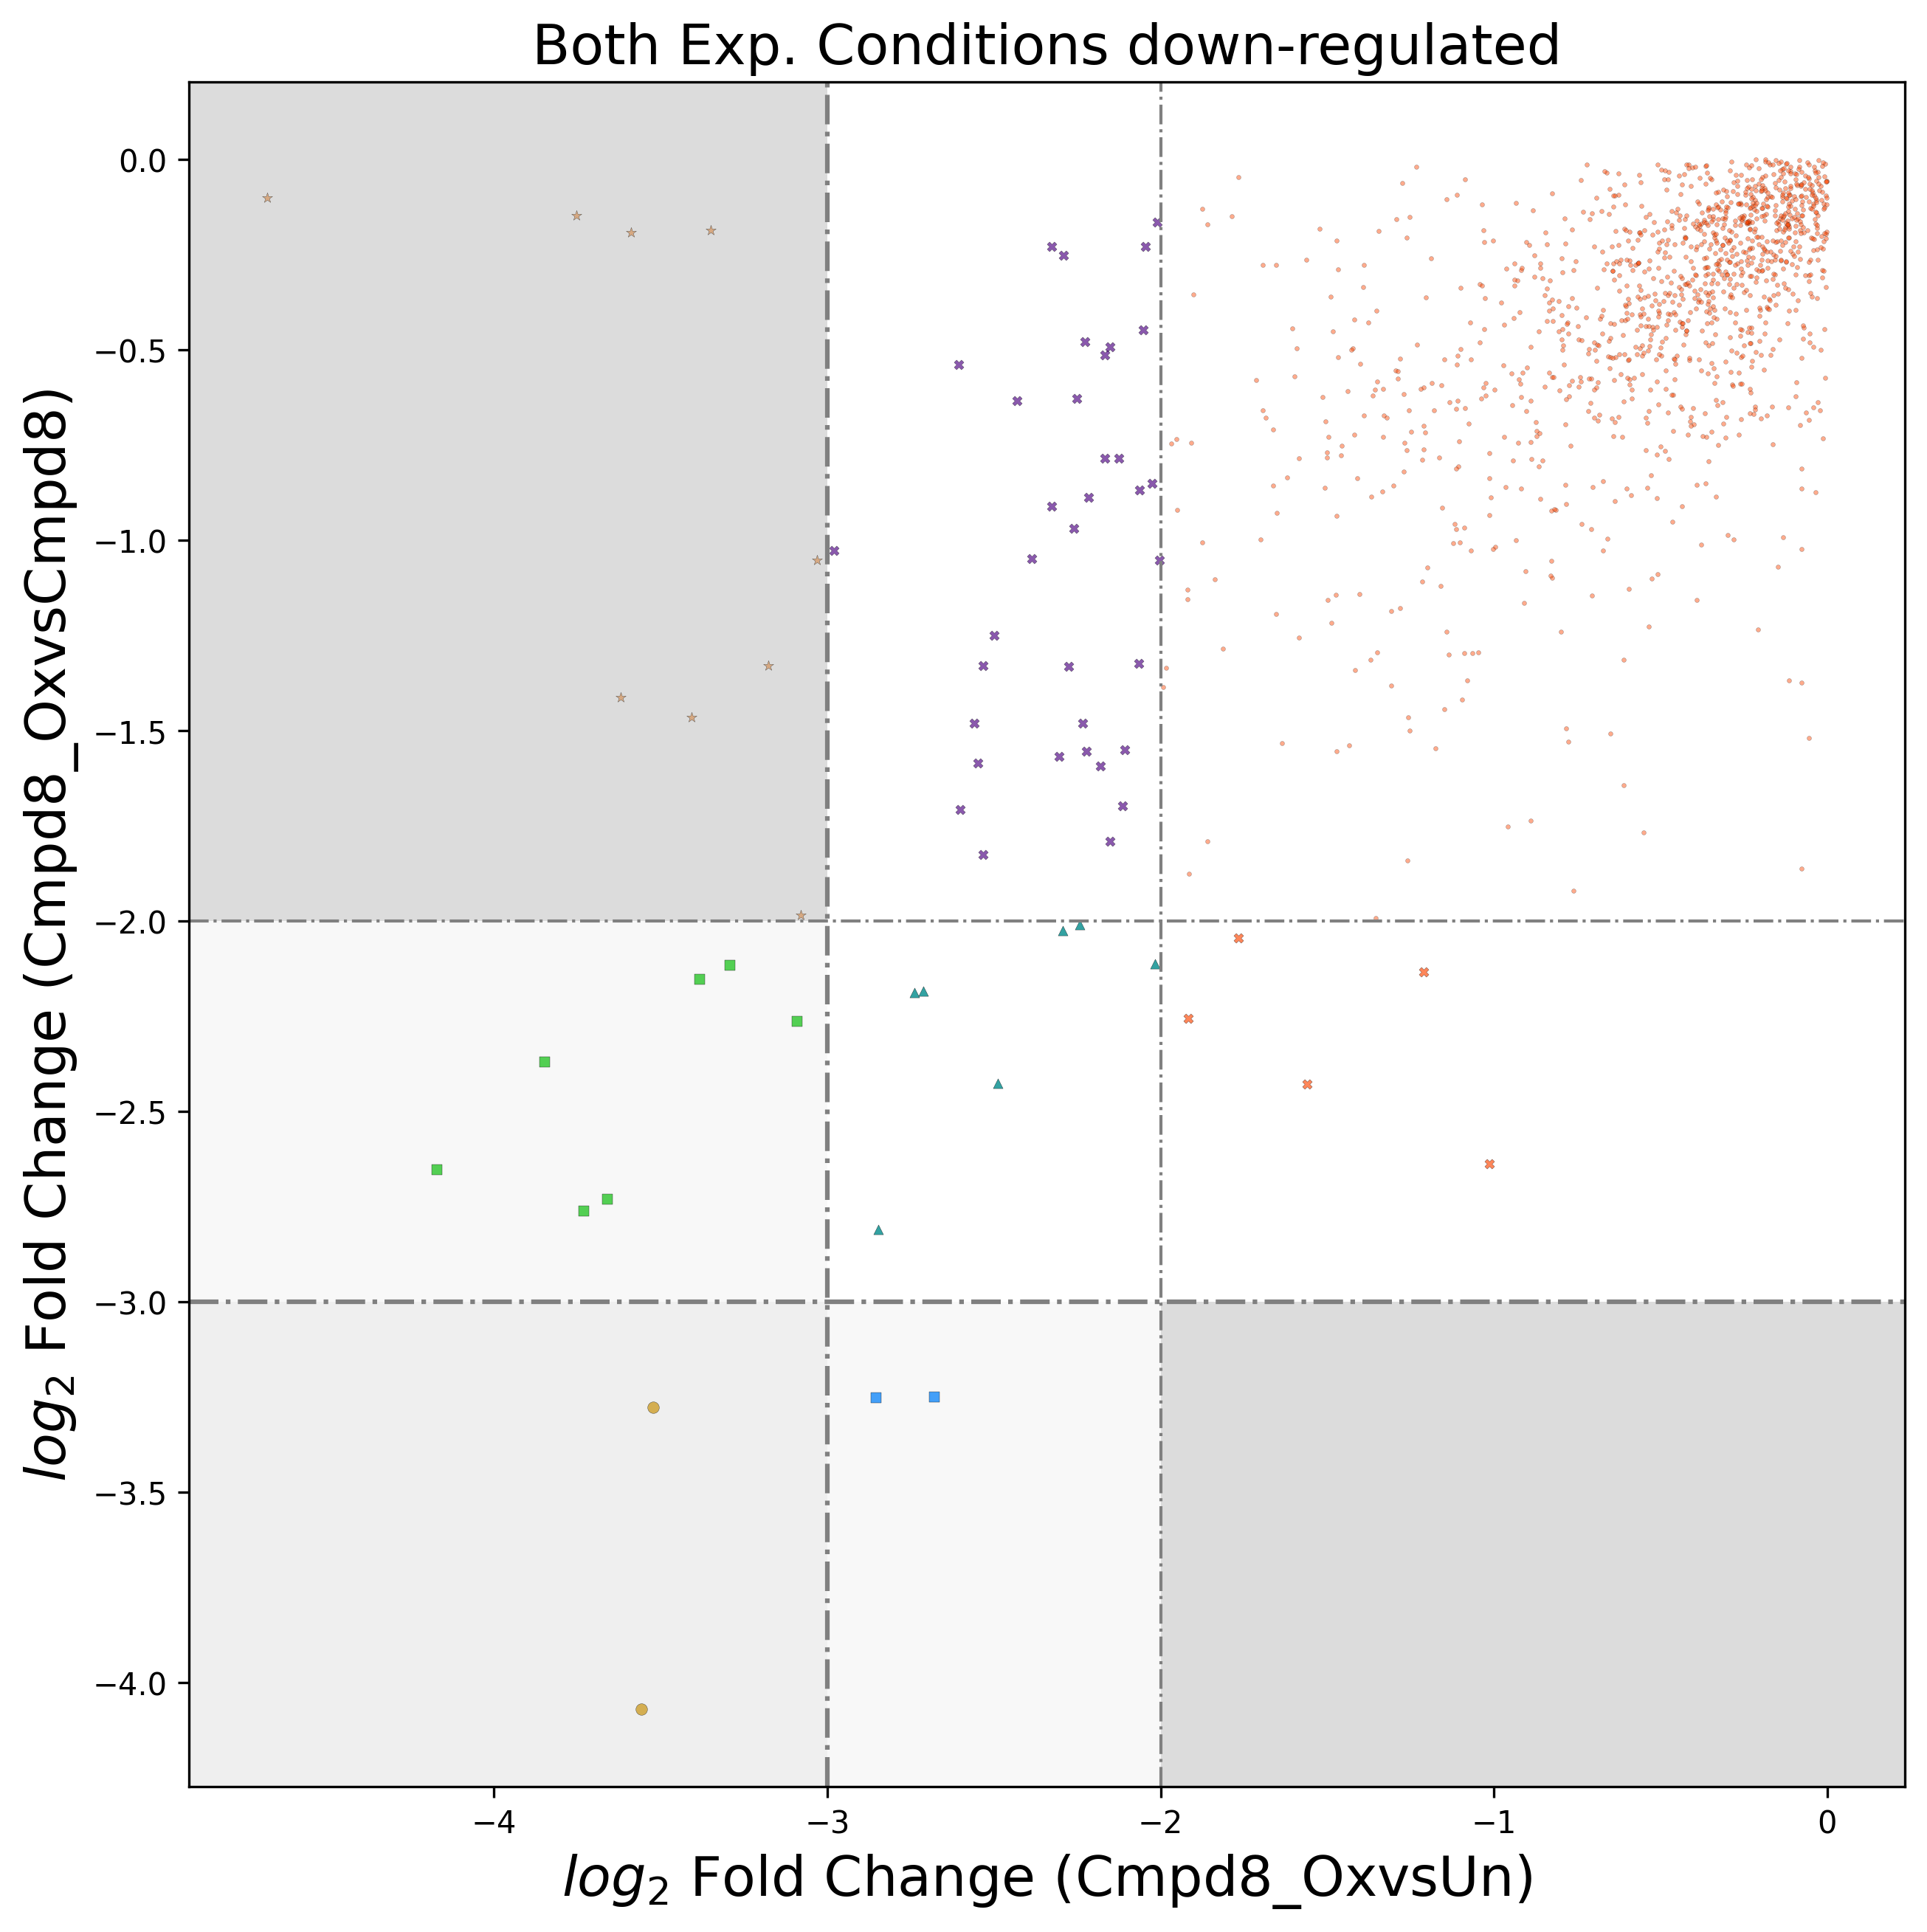 Both Exp. Conditions down-regulated
log₂ Fold Change (Cmpd8_OxvsCmpd8)
0.0
−0.5
−1.0
−1.5
−2.0
−2.5
−3.0
−3.5
−4.0
−4 −3 −2 −1 0
log₂ Fold Change (Cmpd8_OxvsUn)